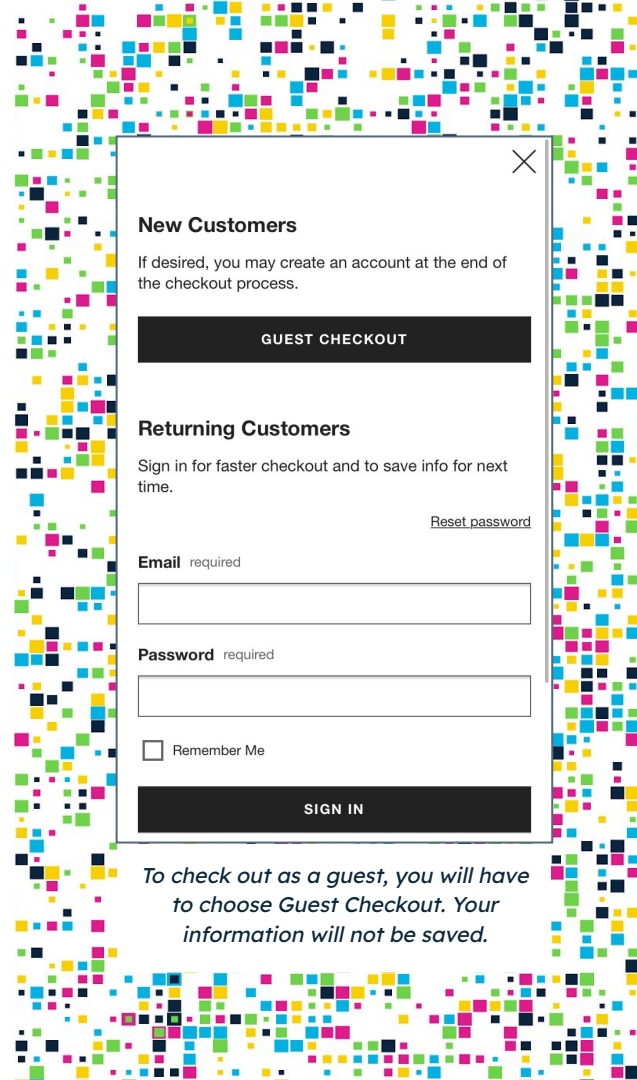 New Customers
If desired, you may create an account at the end of
the checkout process.
GUEST CHECKOUT
Returning Customers
Sign in for faster checkout and to save info for next
time.
Reset password
Email required
Password required
Remember Me
SIGN IN
To check out as a guest, you will have
to choose Guest Checkout. Your
information will not be saved.